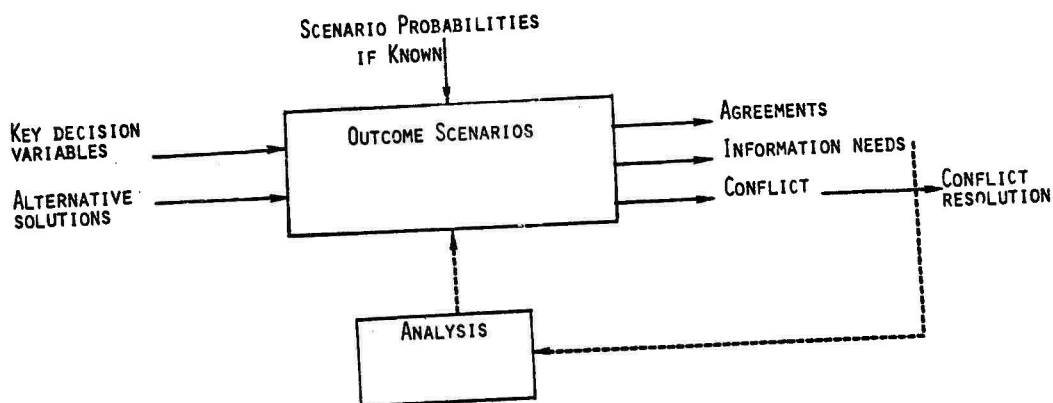 SCENARIO PROBABILITIES
IF KNOWN
KEY DECISION
VARIABLES
ALTERNATIVE
SOLUTIONS
OUTCOME SCENARIOS
AGREEMENTS
INFORMATION NEEDS
CONFLICT
CONFLICT
RESOLUTION
ANALYSIS